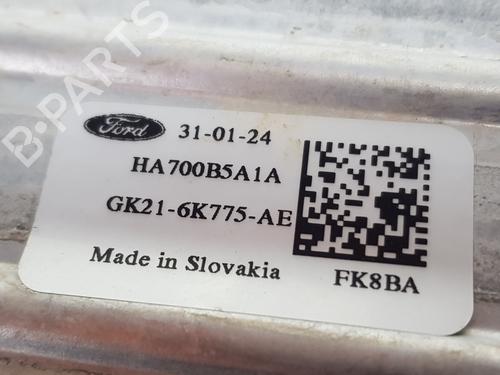 B-PARTS
Ford 31-01-24
HA700B5A1A
GK21-6K775-AE
Made in Slovakia FK8BA